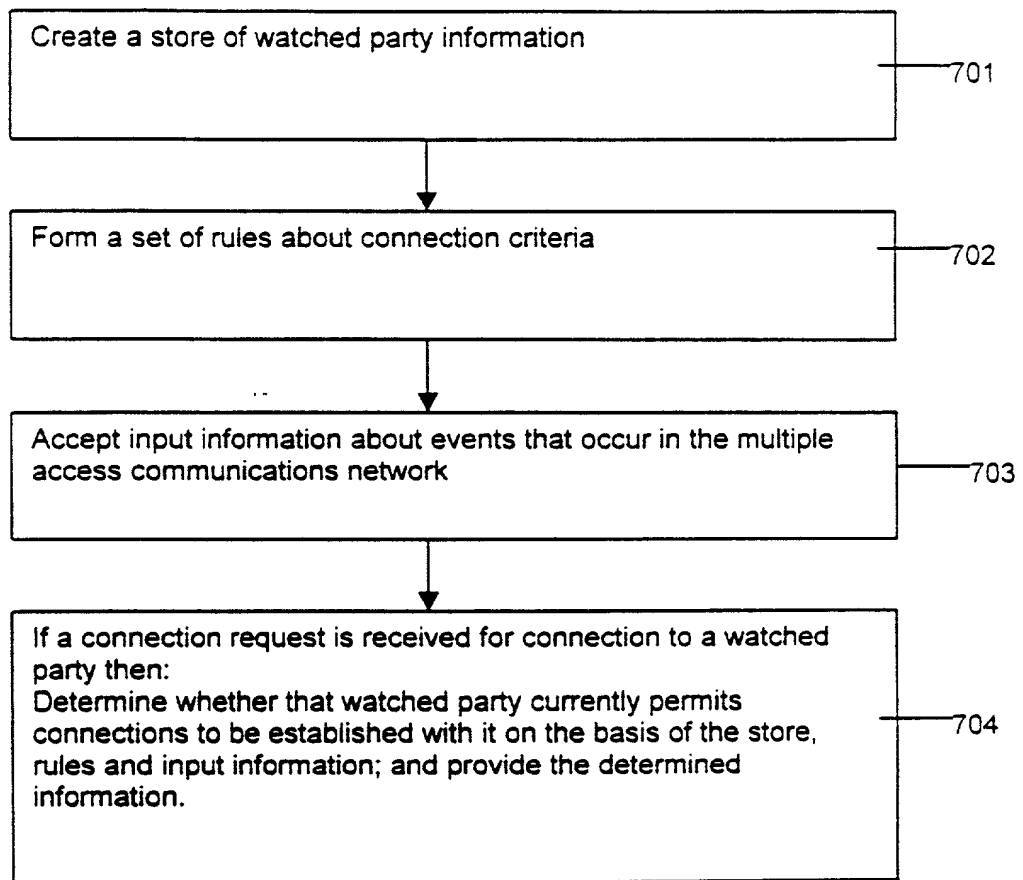 Create a store of watched party information
701
Form a set of rules about connection criteria
702
Accept input information about events that occur in the multiple
access communications network
703
If a connection request is received for connection to a watched
party then:
Determine whether that watched party currently permits
connections to be established with it on the basis of the store,
rules and input information; and provide the determined
information.
704